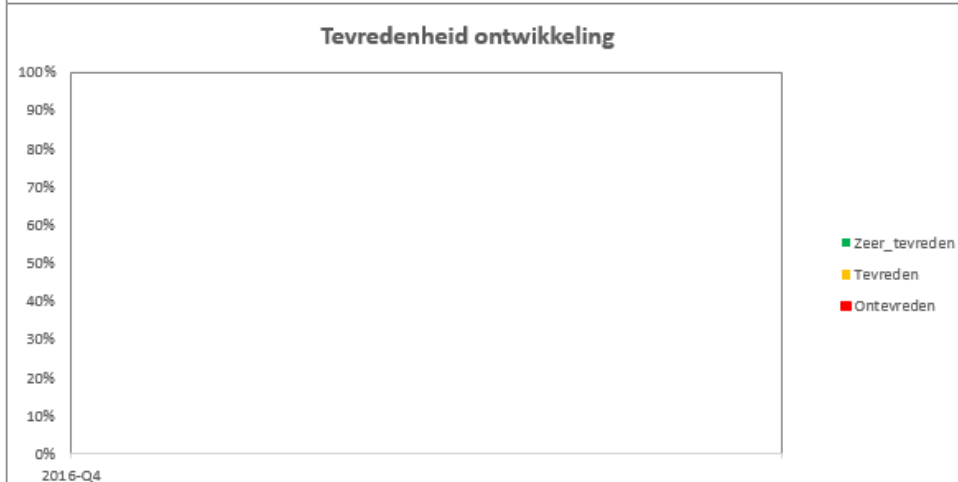 Tevredenheid ontwikkeling
100%
90%
80%
70%
60%
50%
40%
30%
20%
10%
0%
2016-Q4
Zeer_tevreden
Tevreden
Ontevreden